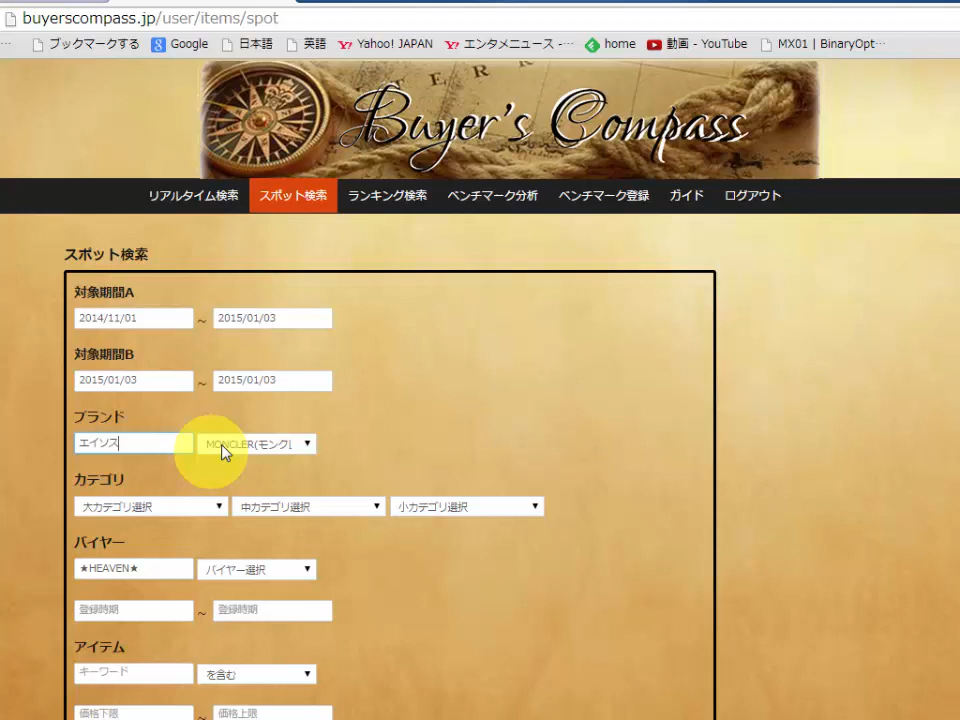 buyerscompass.jp/user/items/spot
ブックマークする Google 日本語 英語 Yahoo! JAPAN エンタメニュース -… home 動画 - YouTube MX01 | BinaryOpt…
T E R
Buyer's Compass
リアルタイム検索 スポット検索 ランキング検索 ベンチマーク分析 ベンチマーク登録 ガイド ログアウト
スポット検索
対象期間A
2014/11/01 ～ 2015/01/03
対象期間B
2015/01/03 ～ 2015/01/03
ブランド
エイソス MONCLER(モンクl
カテゴリ
大カテゴリ選択 中カテゴリ選択 小カテゴリ選択
バイヤー
★HEAVEN★ バイヤー選択
登録時期 ～ 登録時期
アイテム
キーワード を含む
価格下限 ～ 価格上限